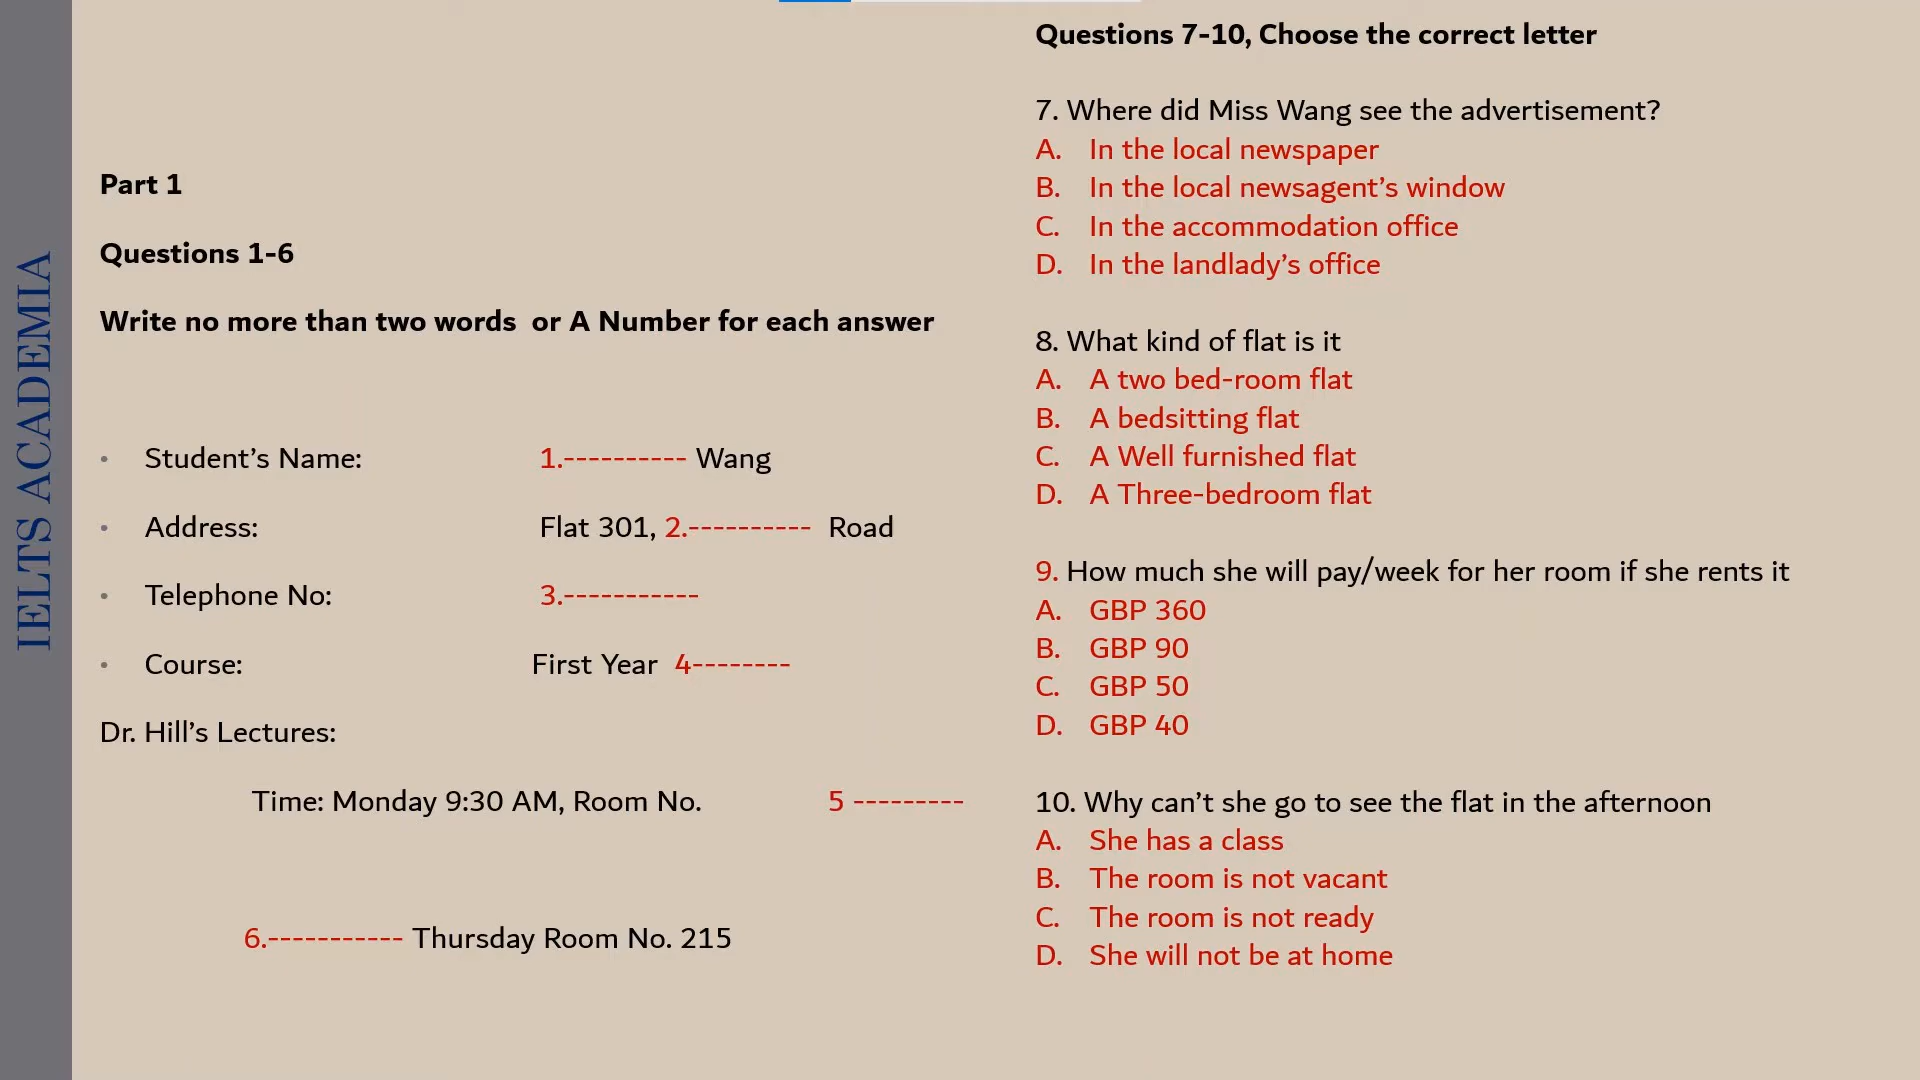 IELTS ACADEMIA
Part 1
Questions 1-6
Write no more than two words or A Number for each answer
• Student’s Name: 1.---------- Wang
• Address: Flat 301, 2.---------- Road
• Telephone No: 3.-----------
• Course: First Year 4--------
Dr. Hill’s Lectures:
Time: Monday 9:30 AM, Room No. 5 ---------
6.----------- Thursday Room No. 215
Questions 7-10, Choose the correct letter
7. Where did Miss Wang see the advertisement?
A. In the local newspaper
B. In the local newsagent’s window
C. In the accommodation office
D. In the landlady’s office
8. What kind of flat is it
A. A two bed-room flat
B. A bedsitting flat
C. A Well furnished flat
D. A Three-bedroom flat
9. How much she will pay/week for her room if she rents it
A. GBP 360
B. GBP 90
C. GBP 50
D. GBP 40
10. Why can’t she go to see the flat in the afternoon
A. She has a class
B. The room is not vacant
C. The room is not ready
D. She will not be at home